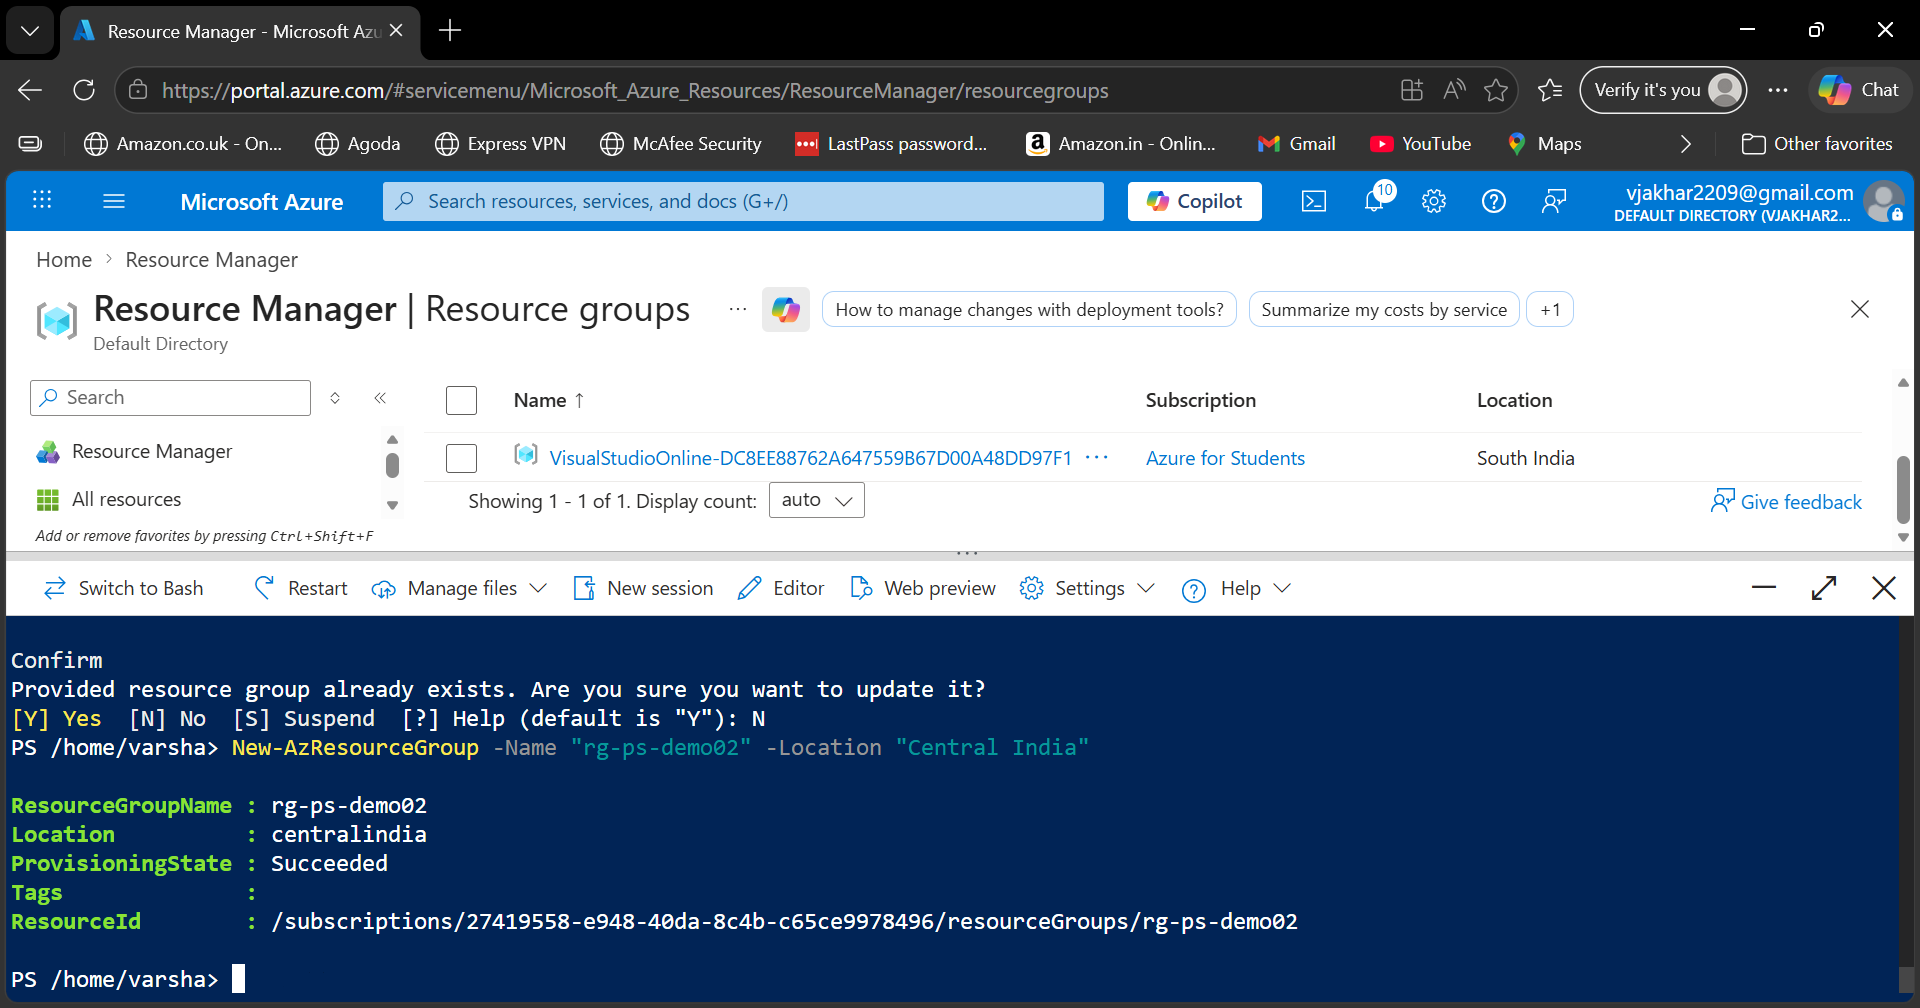 Resource Manager - Microsoft Azu
https://portal.azure.com/#servicemenu/Microsoft_Azure_Resources/ResourceManager/resourcegroups
Verify it's you
Chat
Amazon.co.uk - On...
Agoda
Express VPN
McAfee Security
LastPass password...
Amazon.in - Onlin...
Gmail
YouTube
Maps
Other favorites
Microsoft Azure
Search resources, services, and docs (G+/)
Copilot
10
vjakhar2209@gmail.com
DEFAULT DIRECTORY (VJAKHAR2...
Home > Resource Manager
Resource Manager | Resource groups
Default Directory
How to manage changes with deployment tools?
Summarize my costs by service
+1
Search
Name ↑
Subscription
Location
Resource Manager
VisualStudioOnline-DC8EE88762A647559B67D00A48DD97F1
Azure for Students
South India
All resources
Showing 1 - 1 of 1. Display count:
auto
Give feedback
Add or remove favorites by pressing Ctrl+Shift+F
Switch to Bash
Restart
Manage files
New session
Editor
Web preview
Settings
Help
Confirm
Provided resource group already exists. Are you sure you want to update it?
[Y] Yes  [N] No  [S] Suspend  [?] Help (default is "Y"): N
PS /home/varsha> New-AzResourceGroup -Name "rg-ps-demo02" -Location "Central India"
ResourceGroupName : rg-ps-demo02
Location          : centralindia
ProvisioningState : Succeeded
Tags              :
ResourceId        : /subscriptions/27419558-e948-40da-8c4b-c65ce9978496/resourceGroups/rg-ps-demo02
PS /home/varsha>